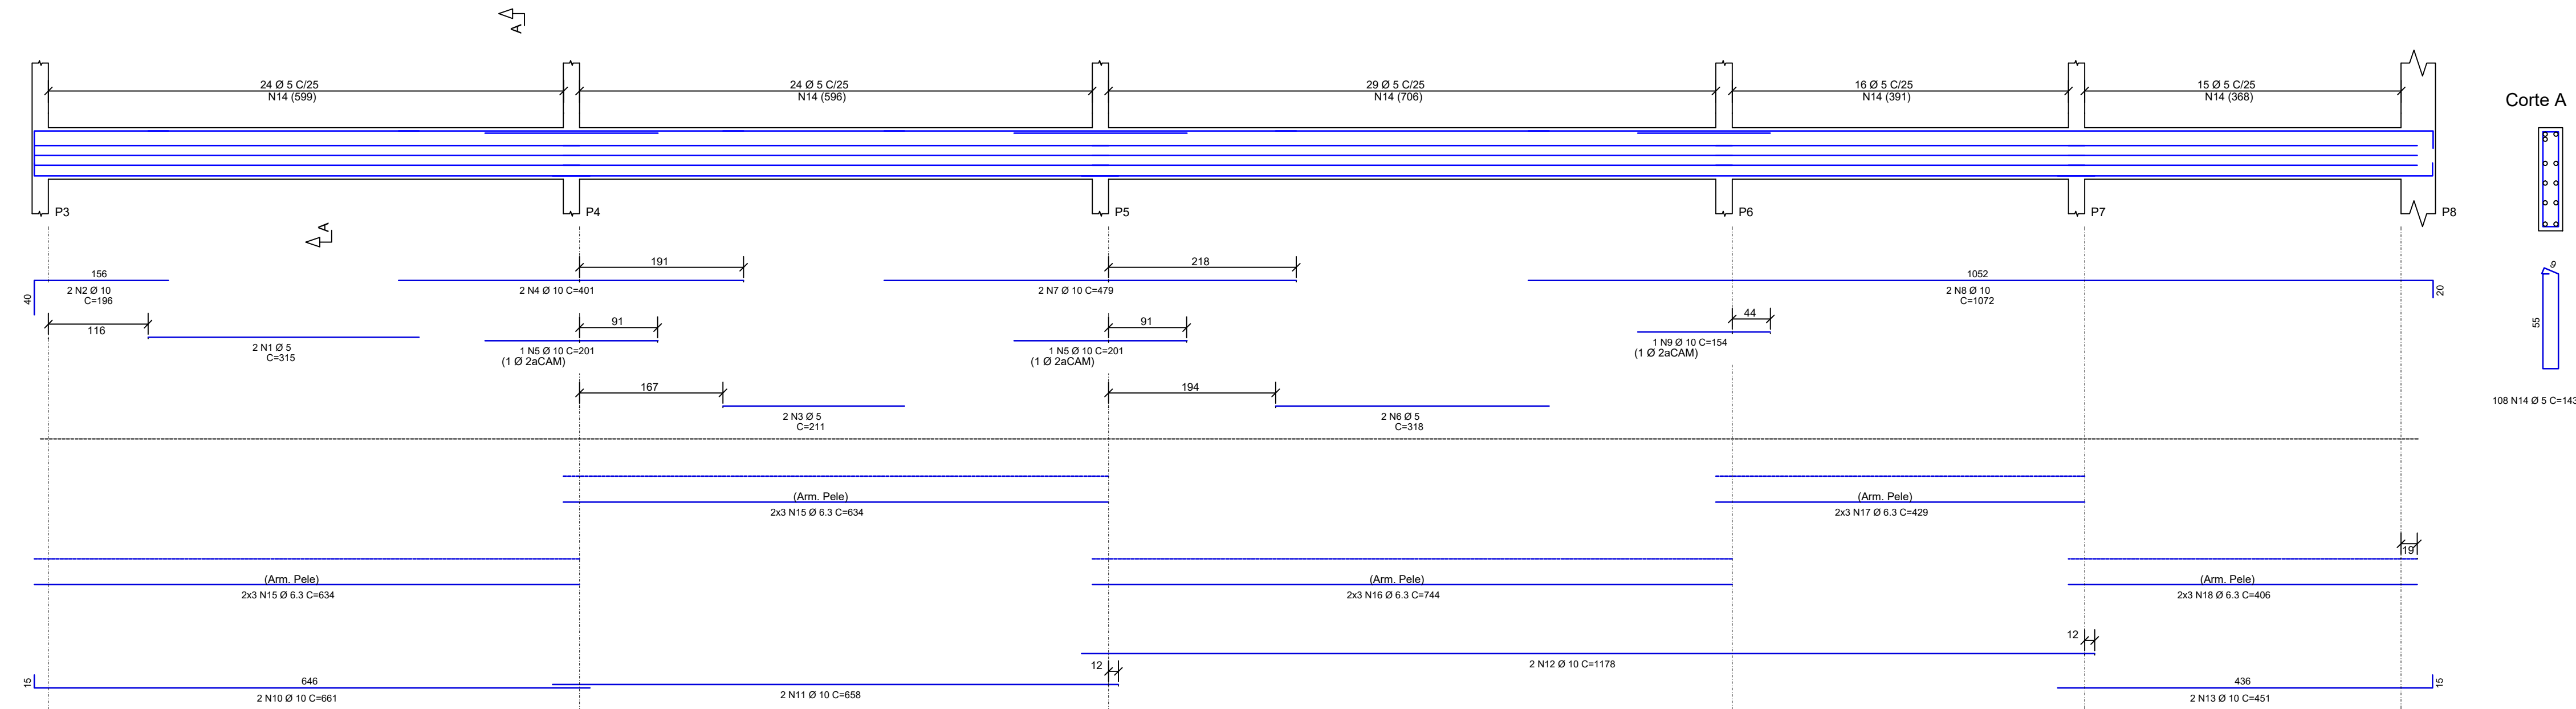 A
24 Ø 5 C/25
N14 (599)
24 Ø 5 C/25
N14 (596)
29 Ø 5 C/25
N14 (706)
16 Ø 5 C/25
N14 (391)
15 Ø 5 C/25
N14 (368)
Corte A
P3
P4
P5
P6
P7
P8
A
156
40
2 N2 Ø 10
C=196
191
2 N4 Ø 10 C=401
218
2 N7 Ø 10 C=479
1052
2 N8 Ø 10
C=1072
20
9
55
108 N14 Ø 5 C=143
116
2 N1 Ø 5
C=315
91
1 N5 Ø 10 C=201
(1 Ø 2aCAM)
91
1 N5 Ø 10 C=201
(1 Ø 2aCAM)
44
1 N9 Ø 10 C=154
(1 Ø 2aCAM)
167
2 N3 Ø 5
C=211
194
2 N6 Ø 5
C=318
(Arm. Pele)
2x3 N15 Ø 6.3 C=634
(Arm. Pele)
2x3 N17 Ø 6.3 C=429
19
(Arm. Pele)
2x3 N15 Ø 6.3 C=634
(Arm. Pele)
2x3 N16 Ø 6.3 C=744
(Arm. Pele)
2x3 N18 Ø 6.3 C=406
12
2 N12 Ø 10 C=1178
12
15
646
2 N10 Ø 10 C=661
2 N11 Ø 10 C=658
436
15
2 N13 Ø 10 C=451